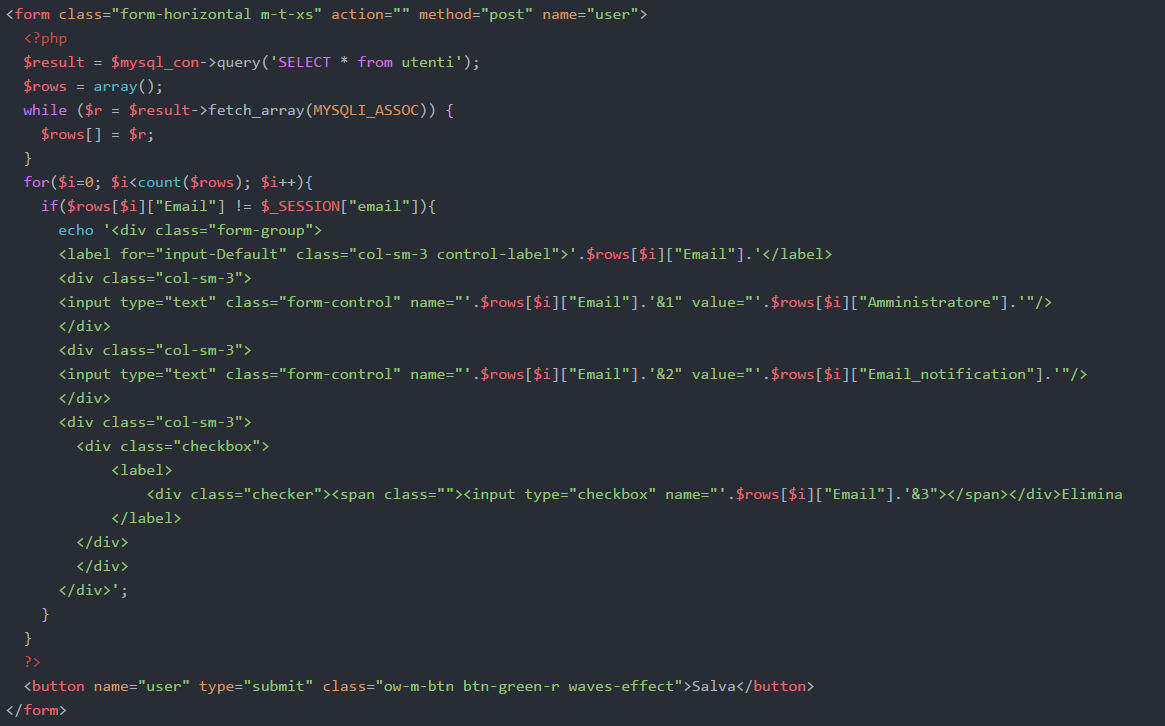 <form class="form-horizontal m-t-xs" action="" method="post" name="user">
  <?php
  $result = $mysql_con->query('SELECT * from utenti');
  $rows = array();
  while ($r = $result->fetch_array(MYSQLI_ASSOC)) {
    $rows[] = $r;
  }
  for($i=0; $i<count($rows); $i++){
    if($rows[$i]["Email"] != $_SESSION["email"]){
      echo '<div class="form-group">
      <label for="input-Default" class="col-sm-3 control-label">'.$rows[$i]["Email"].'</label>
      <div class="col-sm-3">
      <input type="text" class="form-control" name="'.$rows[$i]["Email"].'&1" value="'.$rows[$i]["Amministratore"].'"/>
      </div>
      <div class="col-sm-3">
      <input type="text" class="form-control" name="'.$rows[$i]["Email"].'&2" value="'.$rows[$i]["Email_notification"].'"/>
      </div>
      <div class="col-sm-3">
        <div class="checkbox">
            <label>
                <div class="checker"><span class=""><input type="checkbox" name="'.$rows[$i]["Email"].'&3"></span></div>Elimina
            </label>
        </div>
        </div>
      </div>';
    }
  }
  ?>
  <button name="user" type="submit" class="ow-m-btn btn-green-r waves-effect">Salva</button>
</form>